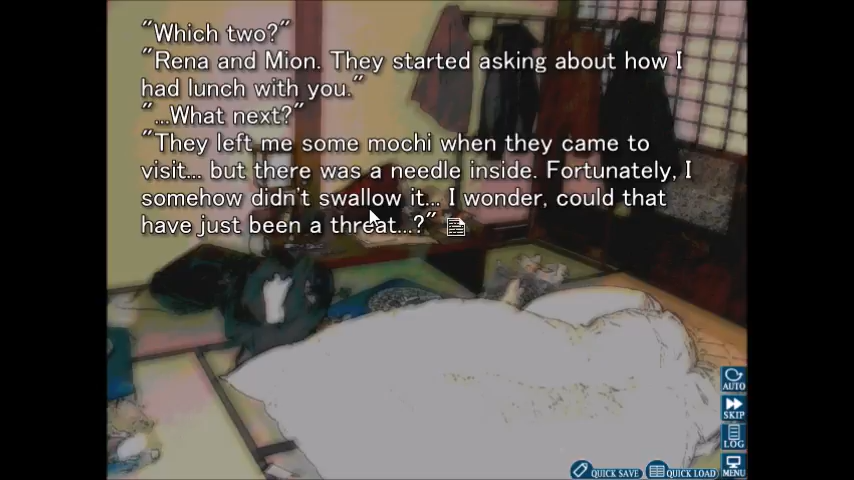 "Which two?"
"Rena and Mion. They started asking about how I
had lunch with you."
"...What next?"
"They left me some mochi when they came to
visit... but there was a needle inside. Fortunately, I
somehow didn't swallow it... I wonder, could that
have just been a threat...?"
AUTO
SKIP
LOG
QUICK SAVE
QUICK LOAD
MENU